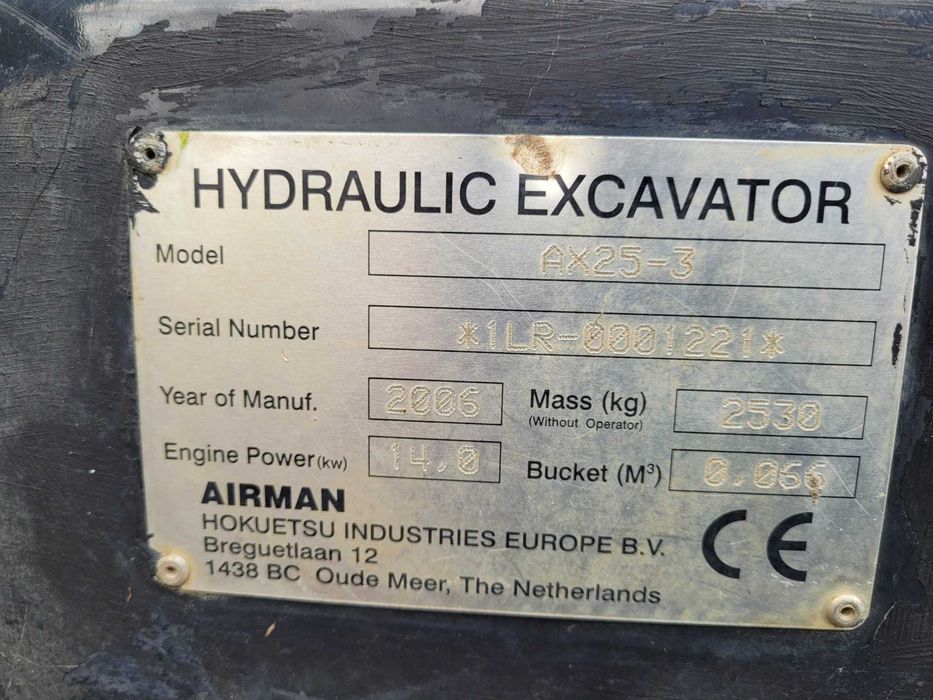 HYDRAULIC EXCAVATOR
Model AX25-3
Serial Number *1LR-0001221*
Year of Manuf. 2006 Mass (kg) 2530
(Without Operator)
Engine Power (kw) 14,0 Bucket (M³) 0,066
AIRMAN
HOKUETSU INDUSTRIES EUROPE B.V.
Breguetlaan 12
1438 BC Oude Meer, The Netherlands
CE